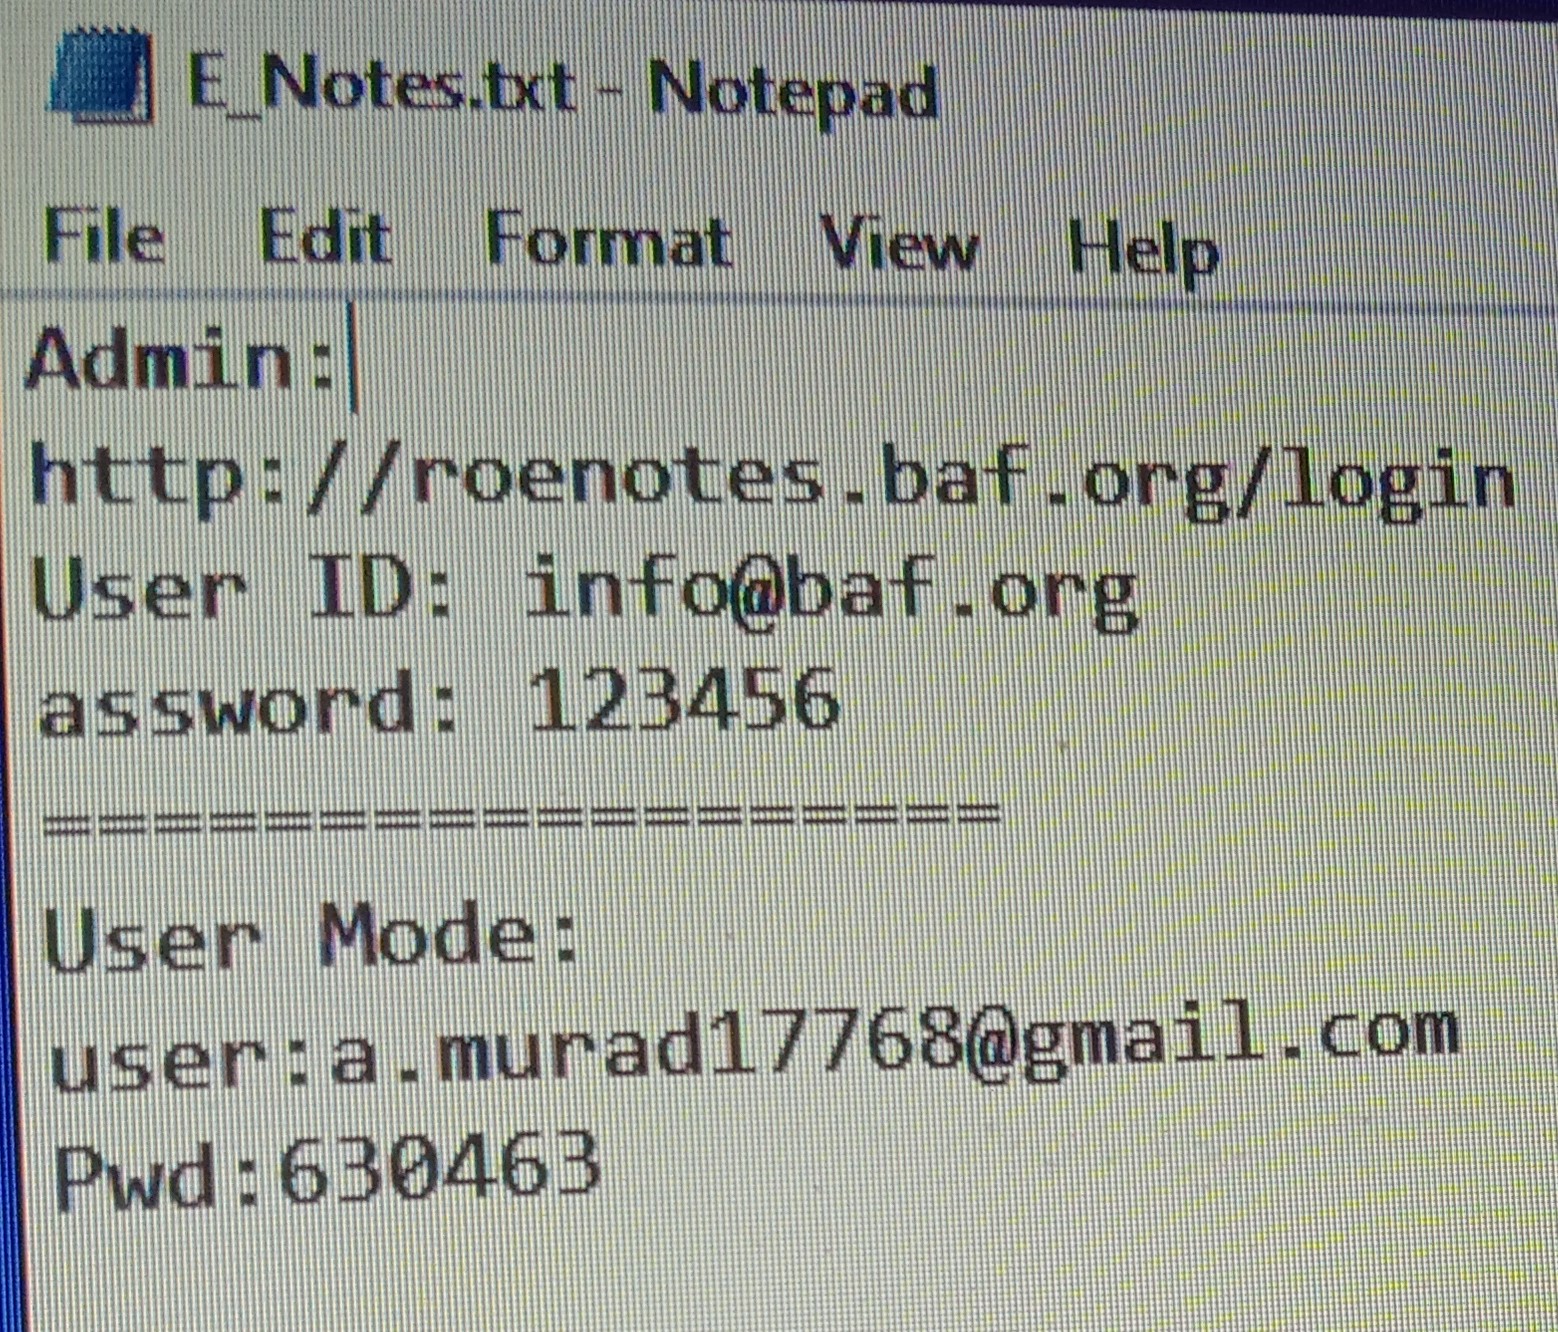 E_Notes.txt - Notepad
File Edit Format View Help
Admin:
http://roenotes.baf.org/login
User ID: info@baf.org
assword: 123456
==================
User Mode:
user:a.murad17768@gmail.com
Pwd:630463